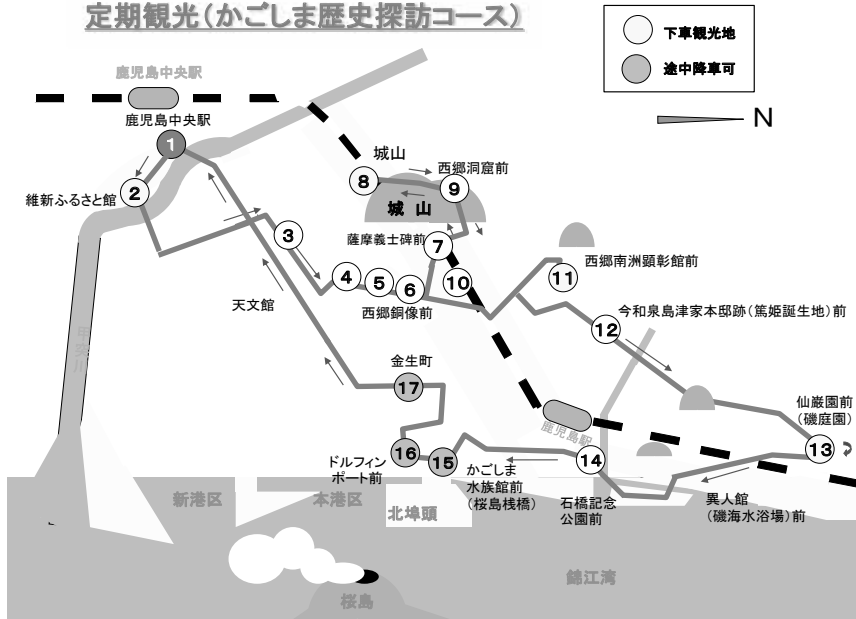 定期観光(かごしま歴史探訪コース)
下車観光地
途中降車可
N
鹿児島中央駅
鹿児島中央駅
1
2
維新ふるさと館
3
4
5
6
西郷銅像前
7
薩摩義士碑前
城山
8
西郷洞窟前
9
城 山
10
11
西郷南洲顕彰館前
12
今和泉島津家本邸跡(篤姫誕生地)前
天文館
甲突川
金生町
17
鹿児島駅
仙巌園前
(磯庭園)
13
16
ドルフィン
ポート前
15
かごしま
水族館前
(桜島桟橋)
14
石橋記念
公園前
異人館
(磯海水浴場)前
新港区
本港区
北埠頭
錦江湾
桜島